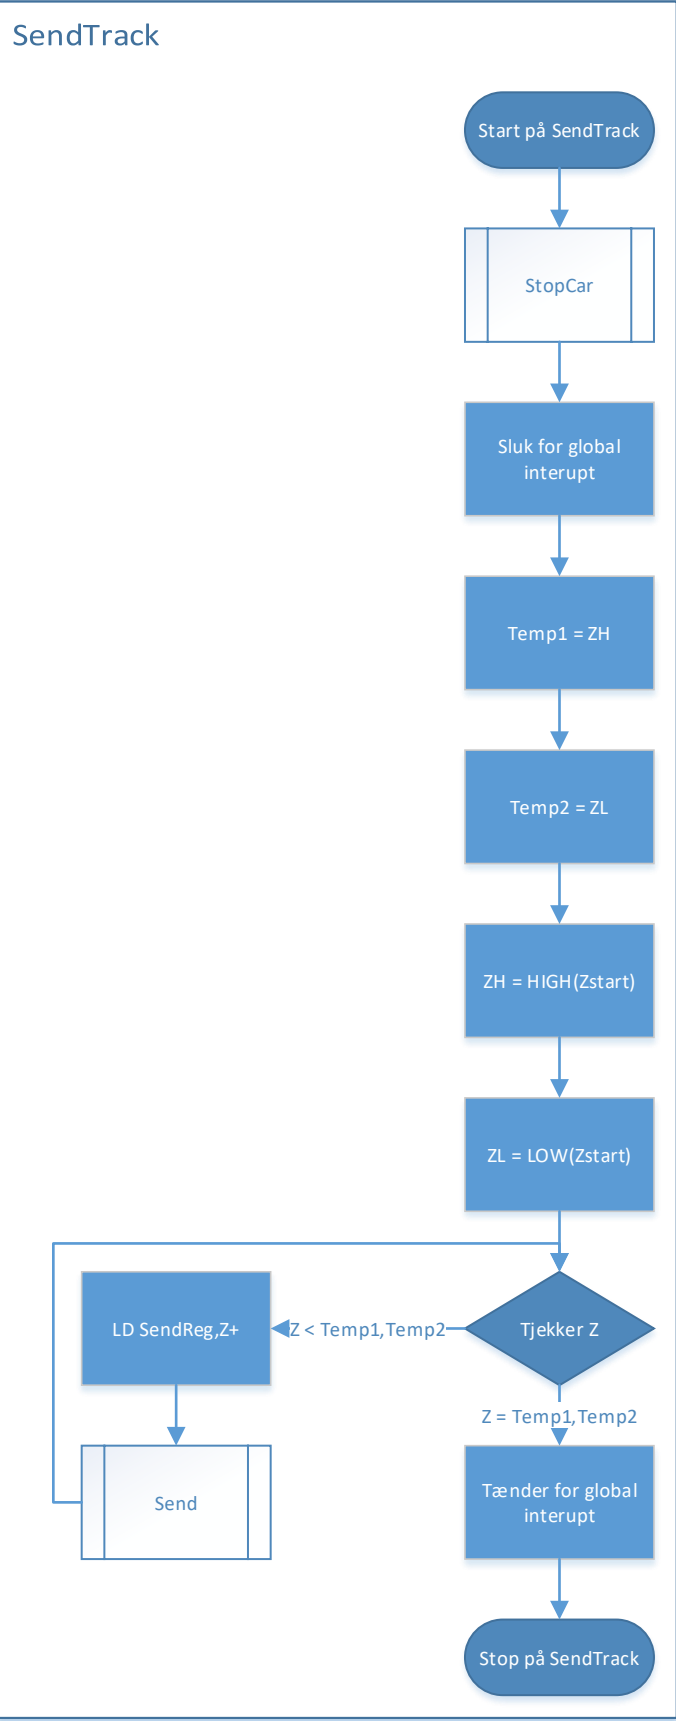 SendTrack
Start på SendTrack
StopCar
Sluk for global
interupt
Temp1 = ZH
Temp2 = ZL
ZH = HIGH(Zstart)
ZL = LOW(Zstart)
Tjekker Z
Z < Temp1,Temp2
LD SendReg,Z+
Send
Z = Temp1,Temp2
Tænder for global
interupt
Stop på SendTrack